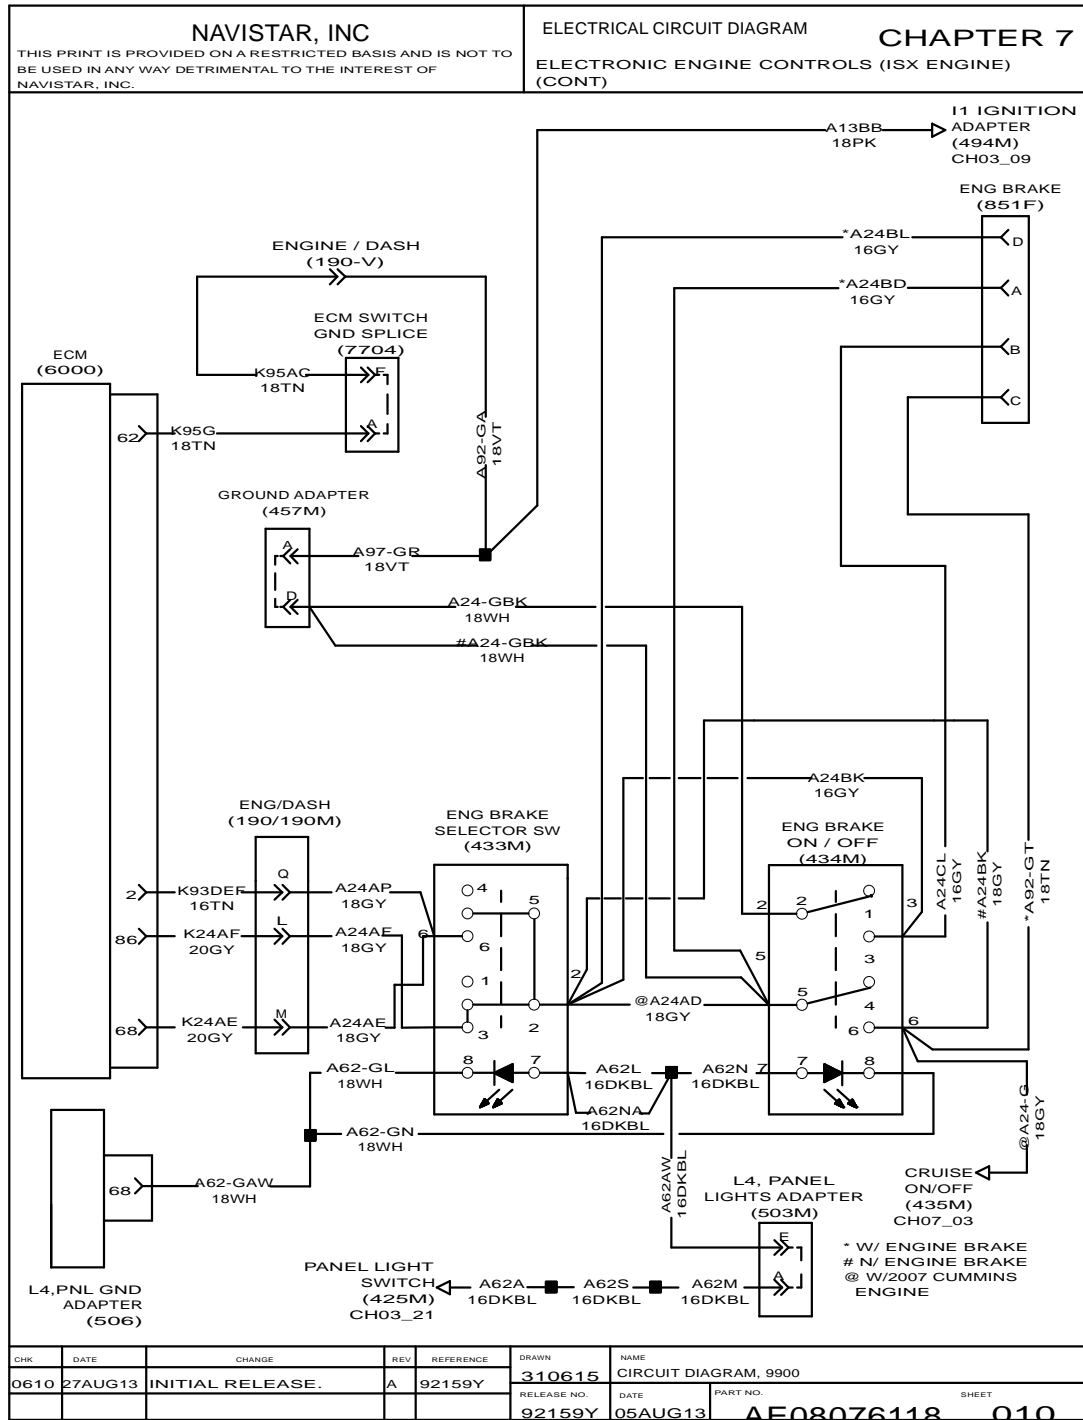 NAVISTAR, INC
THIS PRINT IS PROVIDED ON A RESTRICTED BASIS AND IS NOT TO
BE USED IN ANY WAY DETRIMENTAL TO THE INTEREST OF
NAVISTAR, INC.
ELECTRICAL CIRCUIT DIAGRAM
CHAPTER 7
ELECTRONIC ENGINE CONTROLS (ISX ENGINE)
(CONT)
A13BB
18PK
I1 IGNITION
ADAPTER
(494M)
CH03_09
ENG BRAKE
(851F)
*A24BL
16GY
D
*A24BD
16GY
A
B
C
ENGINE / DASH
(190-V)
ECM SWITCH
GND SPLICE
(7704)
ECM
(6000)
K95AC
18TN
F
62
K95G
18TN
A
A92-GA
18VT
GROUND ADAPTER
(457M)
A
A97-GR
18VT
D
A24-GBK
18WH
#A24-GBK
18WH
A24BK
16GY
ENG/DASH
(190/190M)
ENG BRAKE
SELECTOR SW
(433M)
ENG BRAKE
ON / OFF
(434M)
A24CL
16GY
#A24BK
18GY
*A92-GT
18TN
2
K93DEF
16TN
Q
A24AP
18GY
86
K24AF
20GY
L
A24AE
18GY
68
K24AE
20GY
M
A24AE
18GY
6
4
5
6
1
3
2
2
@A24AD
18GY
2
5
2
1
3
3
5
4
6
6
A62-GL
18WH
8
7
A62L
16DKBL
A62N
16DKBL
7
7
8
A62NA
16DKBL
A62-GN
18WH
68
A62-GAW
18WH
A62AW
16DKBL
@A24-G
18GY
L4, PANEL
LIGHTS ADAPTER
(503M)
E
A
CRUISE
ON/OFF
(435M)
CH07_03
* W/ ENGINE BRAKE
# N/ ENGINE BRAKE
@ W/2007 CUMMINS
ENGINE
PANEL LIGHT
SWITCH
(425M)
CH03_21
A62A
16DKBL
A62S
16DKBL
A62M
16DKBL
L4,PNL GND
ADAPTER
(506)
CHK DATE CHANGE REV REFERENCE
0610 27AUG13 INITIAL RELEASE. A 92159Y
DRAWN
310615
NAME
CIRCUIT DIAGRAM, 9900
RELEASE NO.
92159Y
DATE
05AUG13
PART NO.
AE08076118
SHEET
010